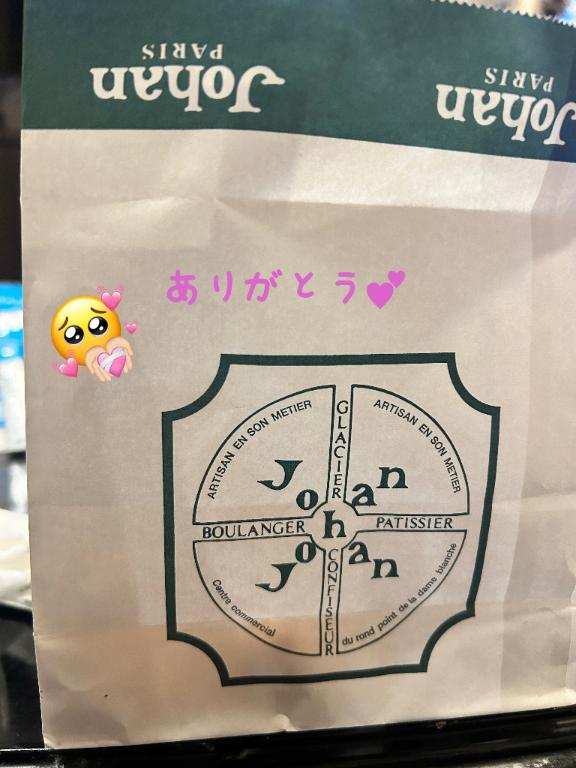 Johan
PARIS
Johan
PARIS
ありがとう
ARTISAN EN SON METIER
GLACIER
ARTISAN EN SON METIER
Johan
BOULANGER
PATISSIER
Johan
CONFISEUR
Centre commercial
du rond point de la dame blanche